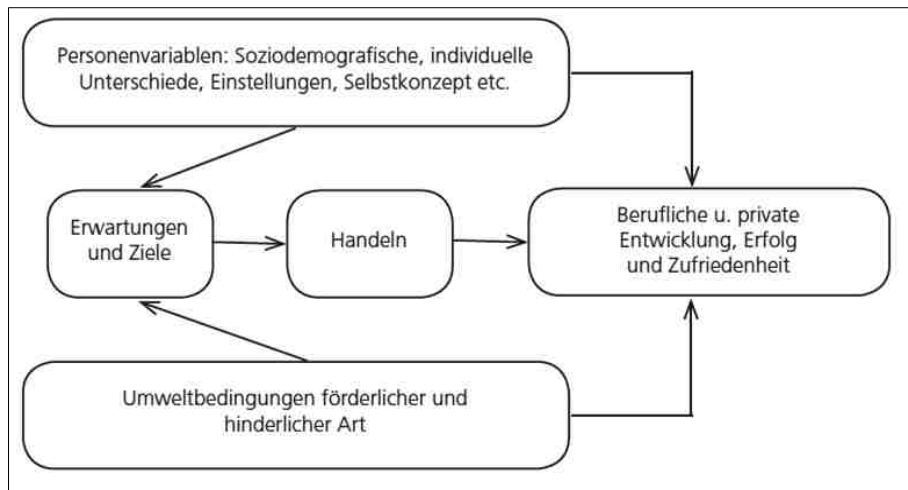 Personenvariablen: Soziodemografische, individuelle
Unterschiede, Einstellungen, Selbstkonzept etc.
Erwartungen
und Ziele
Handeln
Berufliche u. private
Entwicklung, Erfolg
und Zufriedenheit
Umweltbedingungen förderlicher und
hinderlicher Art